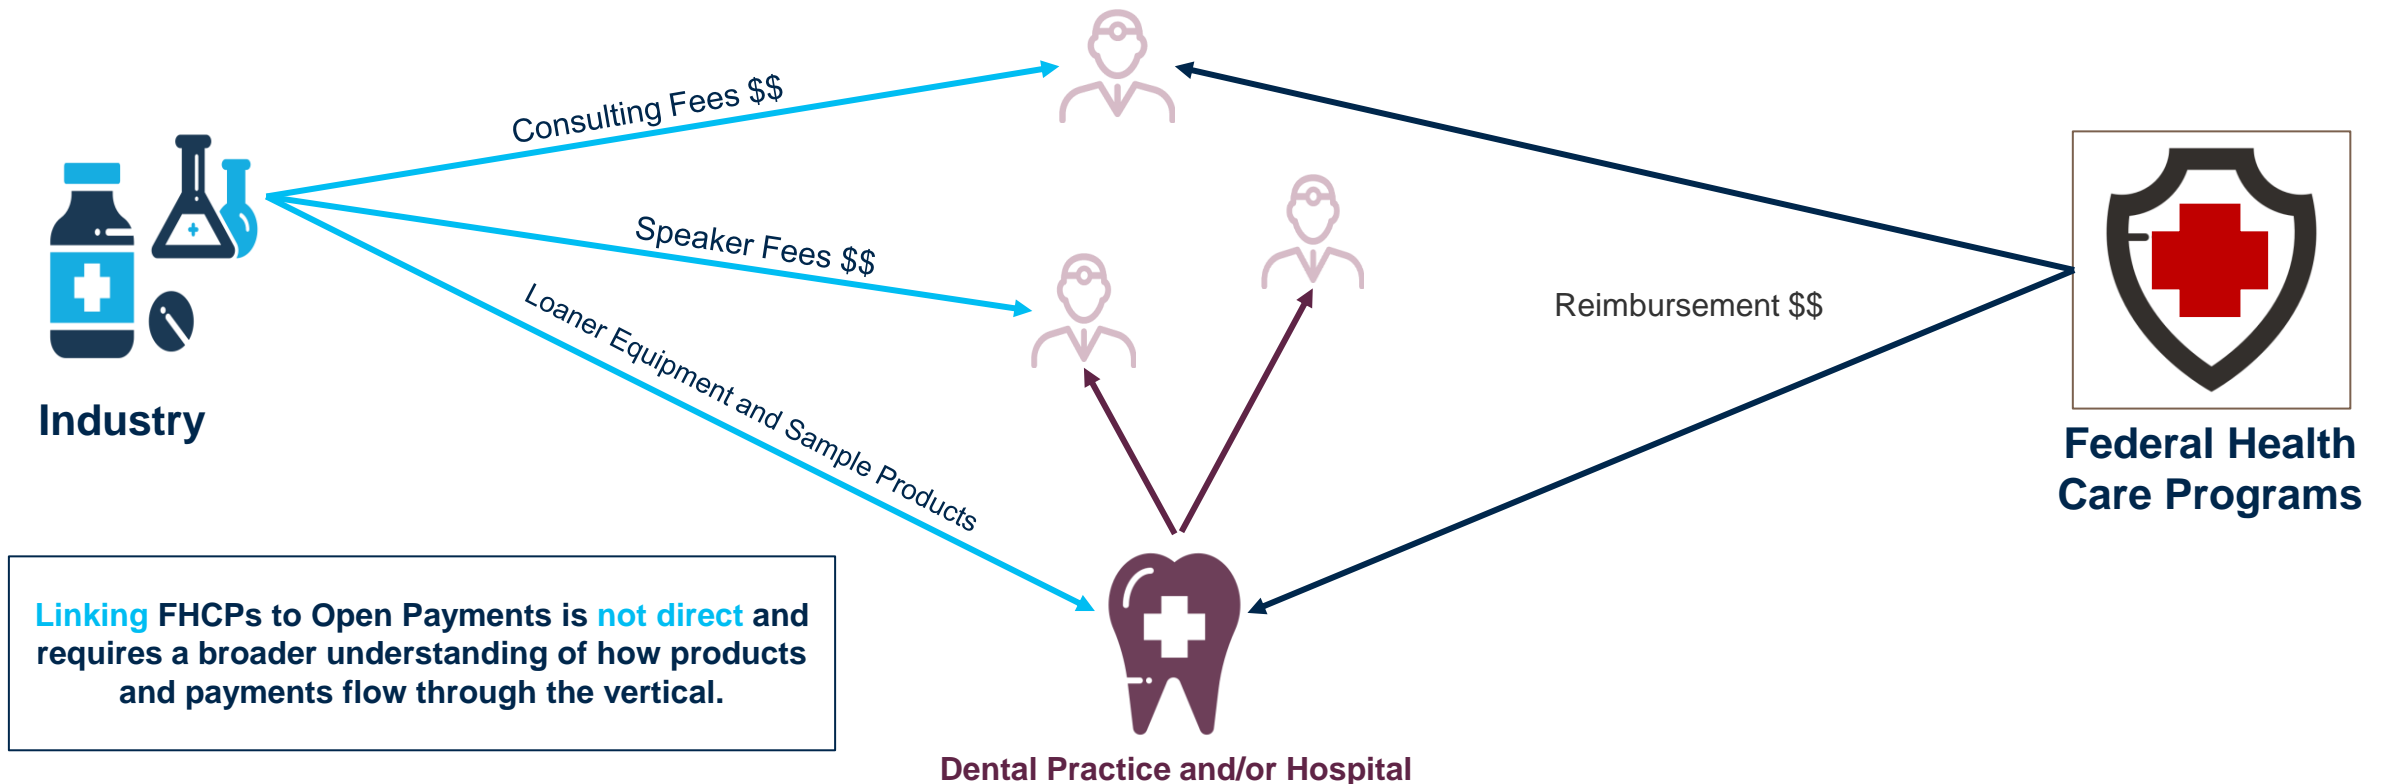 Consulting Fees $$
Speaker Fees $$
Loaner Equipment and Sample Products
Reimbursement $$
Industry
Federal Health
Care Programs
Linking FHCPs to Open Payments is not direct and
requires a broader understanding of how products
and payments flow through the vertical.
Dental Practice and/or Hospital